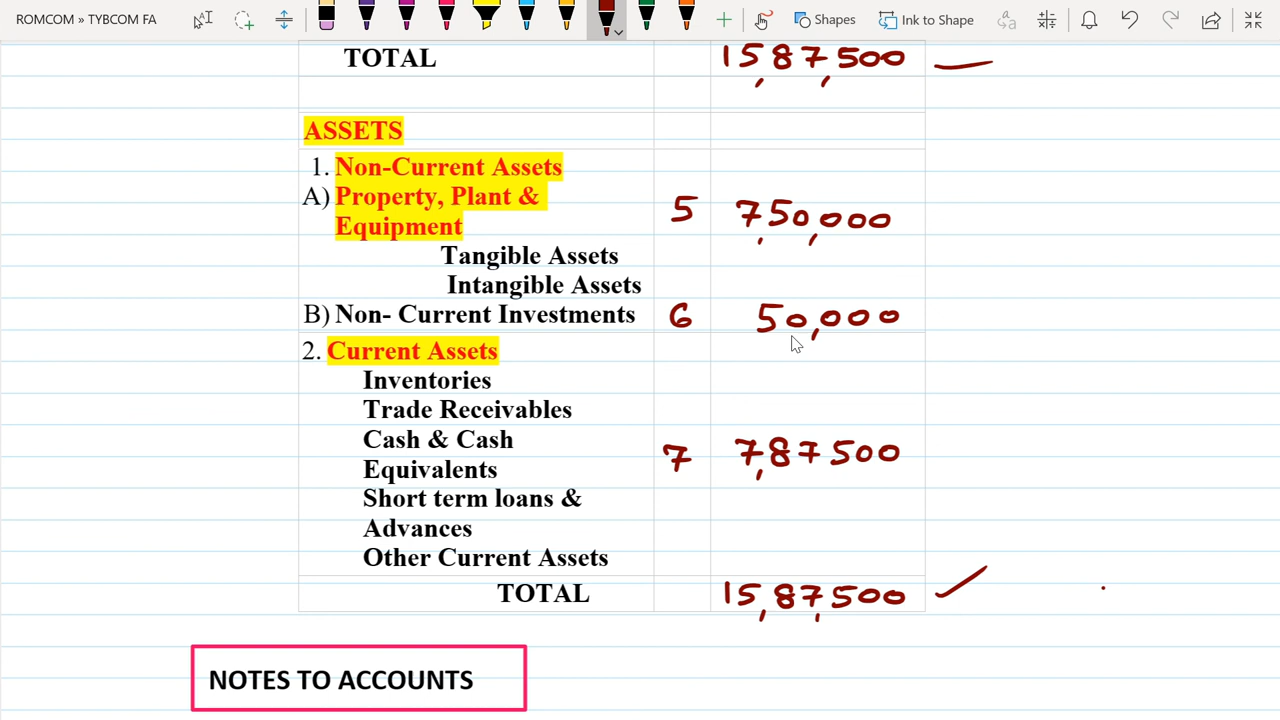 ROMCOM » TYBCOM FA
Shapes
Ink to Shape
TOTAL 15,87,500
ASSETS
1. Non-Current Assets
A) Property, Plant & 5 7,50,000
Equipment
Tangible Assets
Intangible Assets
B) Non- Current Investments 6 50,000
2. Current Assets
Inventories
Trade Receivables
Cash & Cash 7 7,87500
Equivalents
Short term loans &
Advances
Other Current Assets
TOTAL 15,87,500
NOTES TO ACCOUNTS